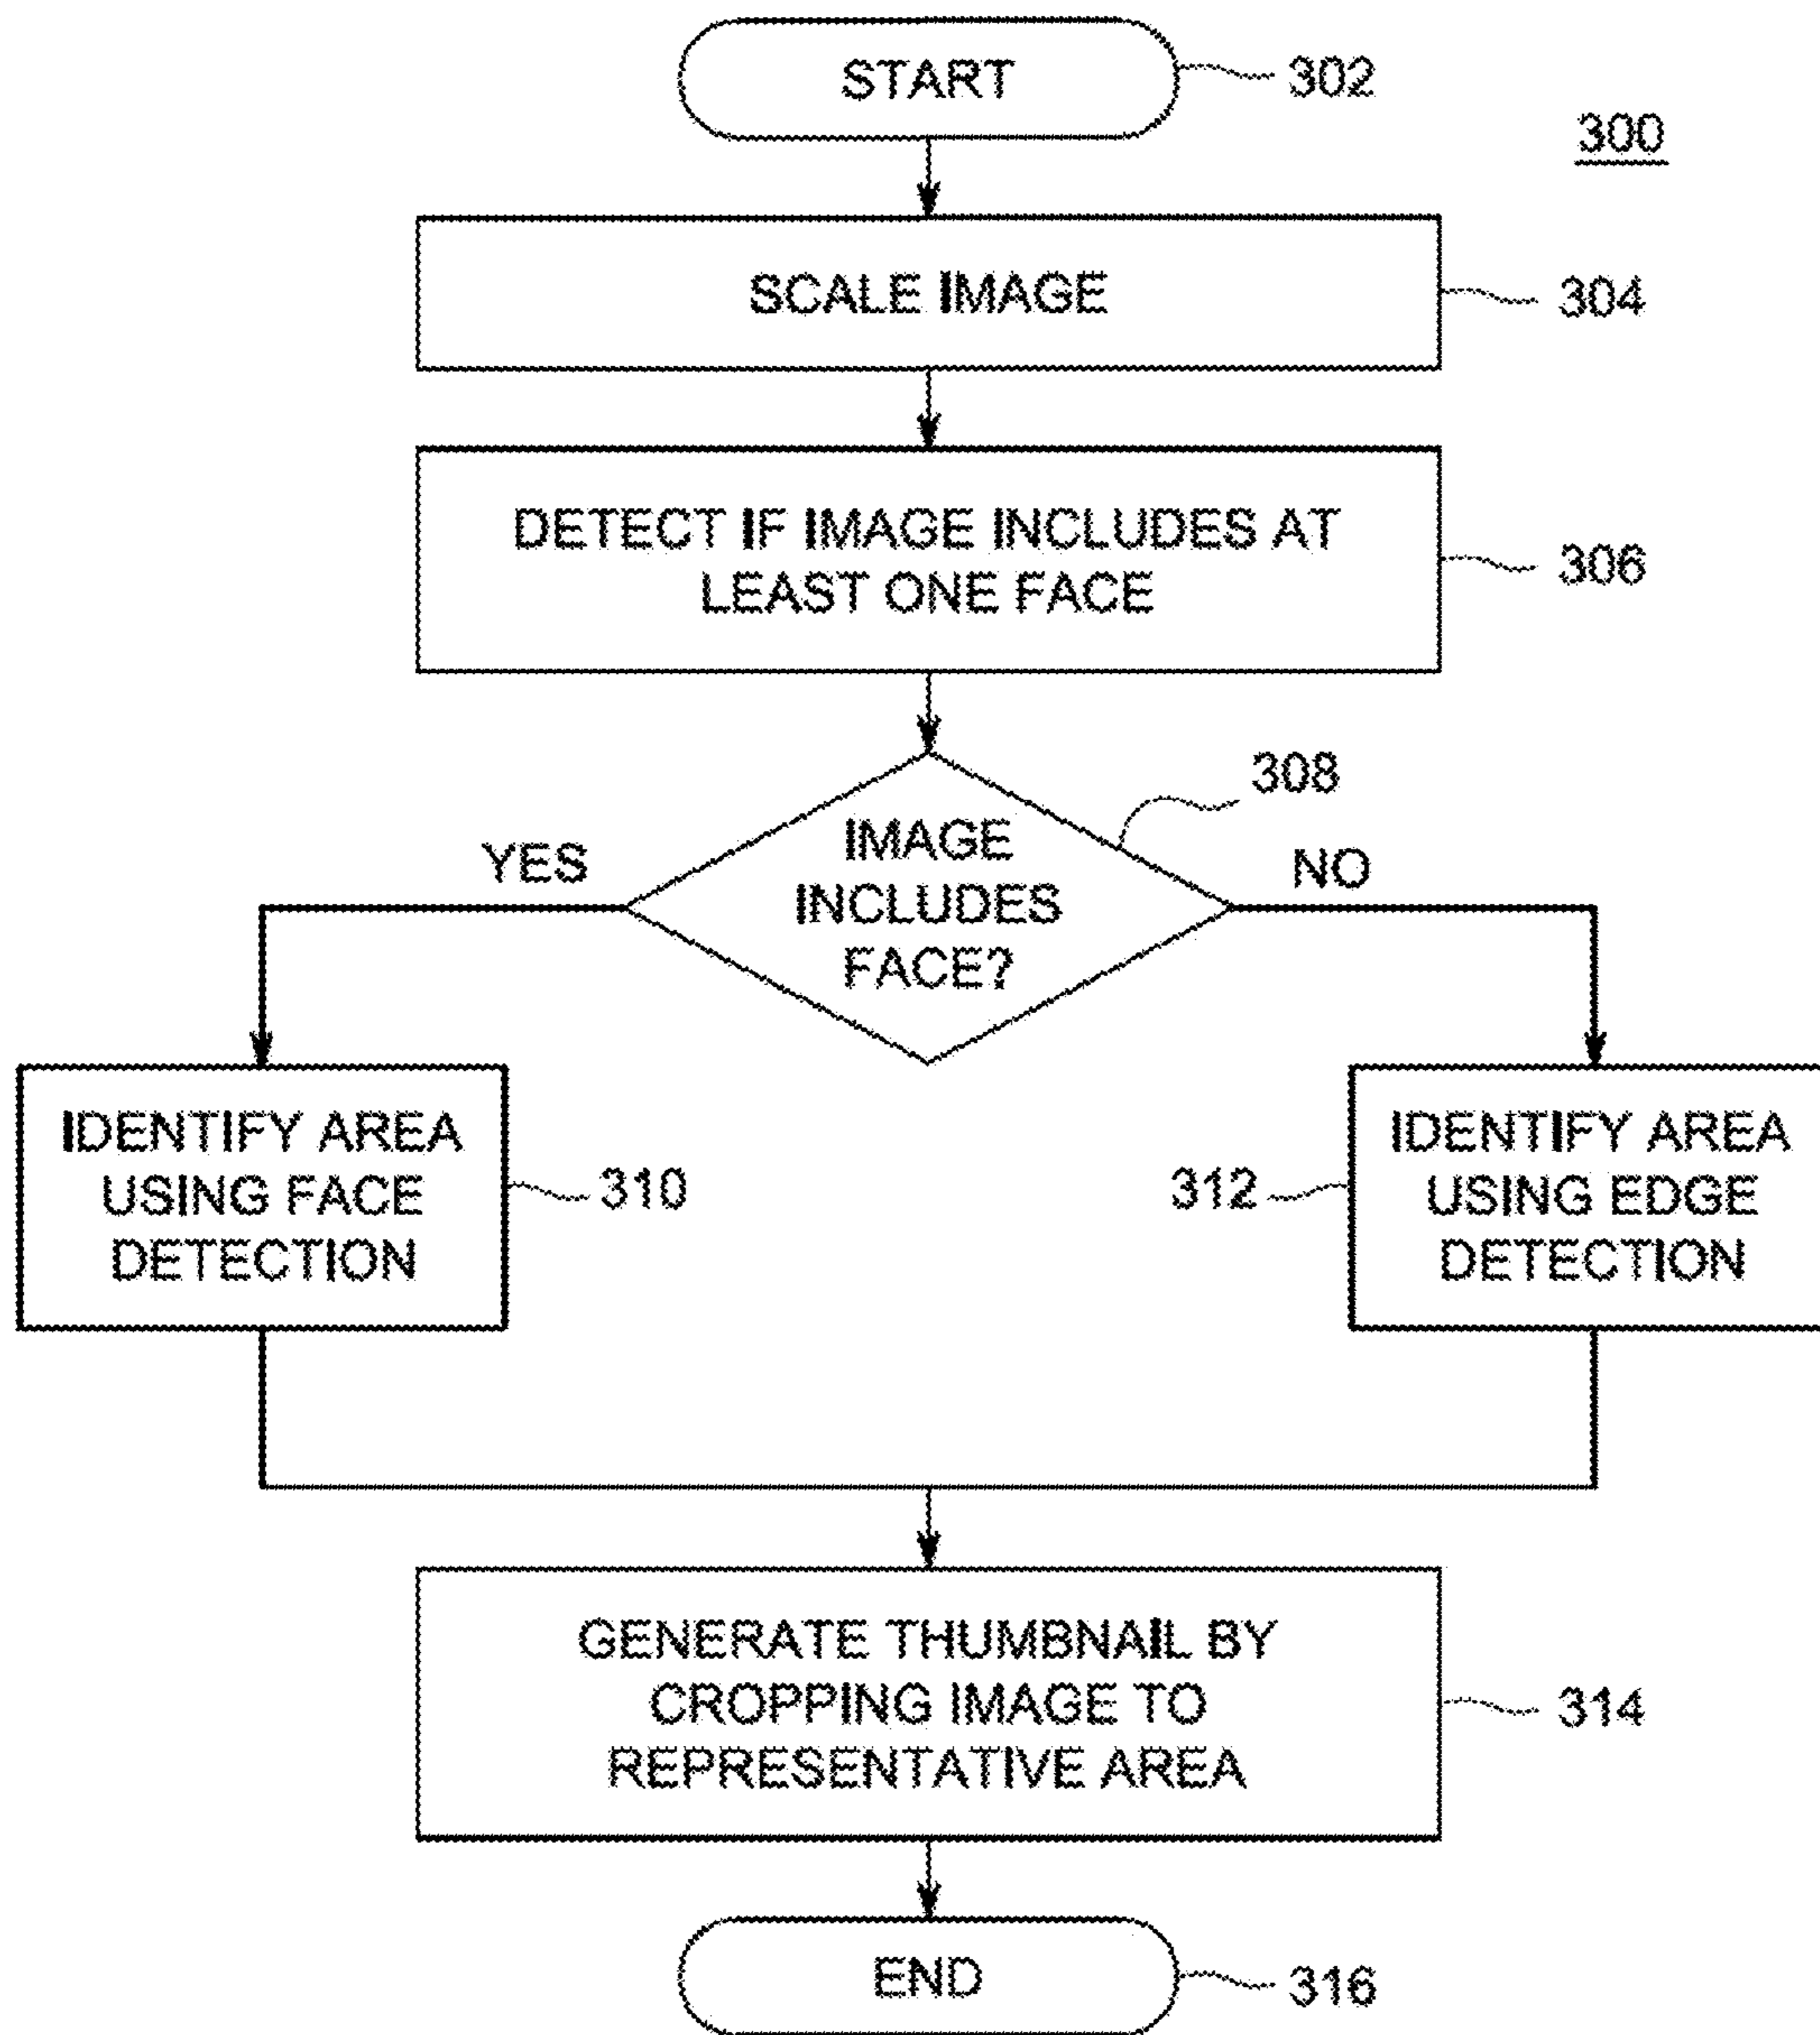 START
302
300
SCALE IMAGE
304
DETECT IF IMAGE INCLUDES AT
LEAST ONE FACE
306
308
IMAGE
INCLUDES
FACE?
YES
NO
IDENTIFY AREA
USING FACE
DETECTION
310
312
IDENTIFY AREA
USING EDGE
DETECTION
GENERATE THUMBNAIL BY
CROPPING IMAGE TO
REPRESENTATIVE AREA
314
END
316